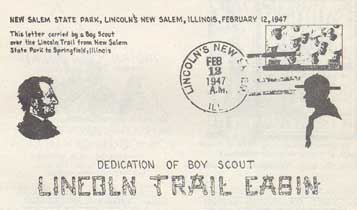 NEW SALEM STATE PARK, LINCOLN'S NEW SALEM, ILLINOIS, FEBRUARY 12, 1947
This letter carried by a Boy Scout
over the Lincoln Trail from New Salem
State Park to Springfield, Illinois
LINCOLN'S NEW
FEB
12
1947
A.M.
ILL.
DEDICATION OF BOY SCOUT
LINCOLN TRAIL CABIN